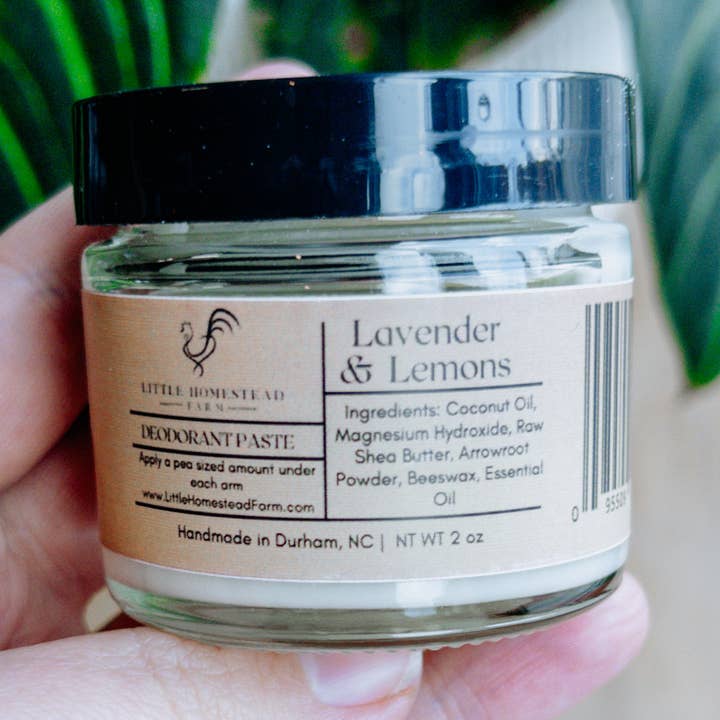 LITTLE HOMESTEAD
FARM
DEODORANT PASTE
Apply a pea sized amount under
each arm
www.LittleHomesteadFarm.com
Lavender
& Lemons
Ingredients: Coconut Oil,
Magnesium Hydroxide, Raw
Shea Butter, Arrowroot
Powder, Beeswax, Essential
Oil
Handmade in Durham, NC | NT WT 2 oz
0